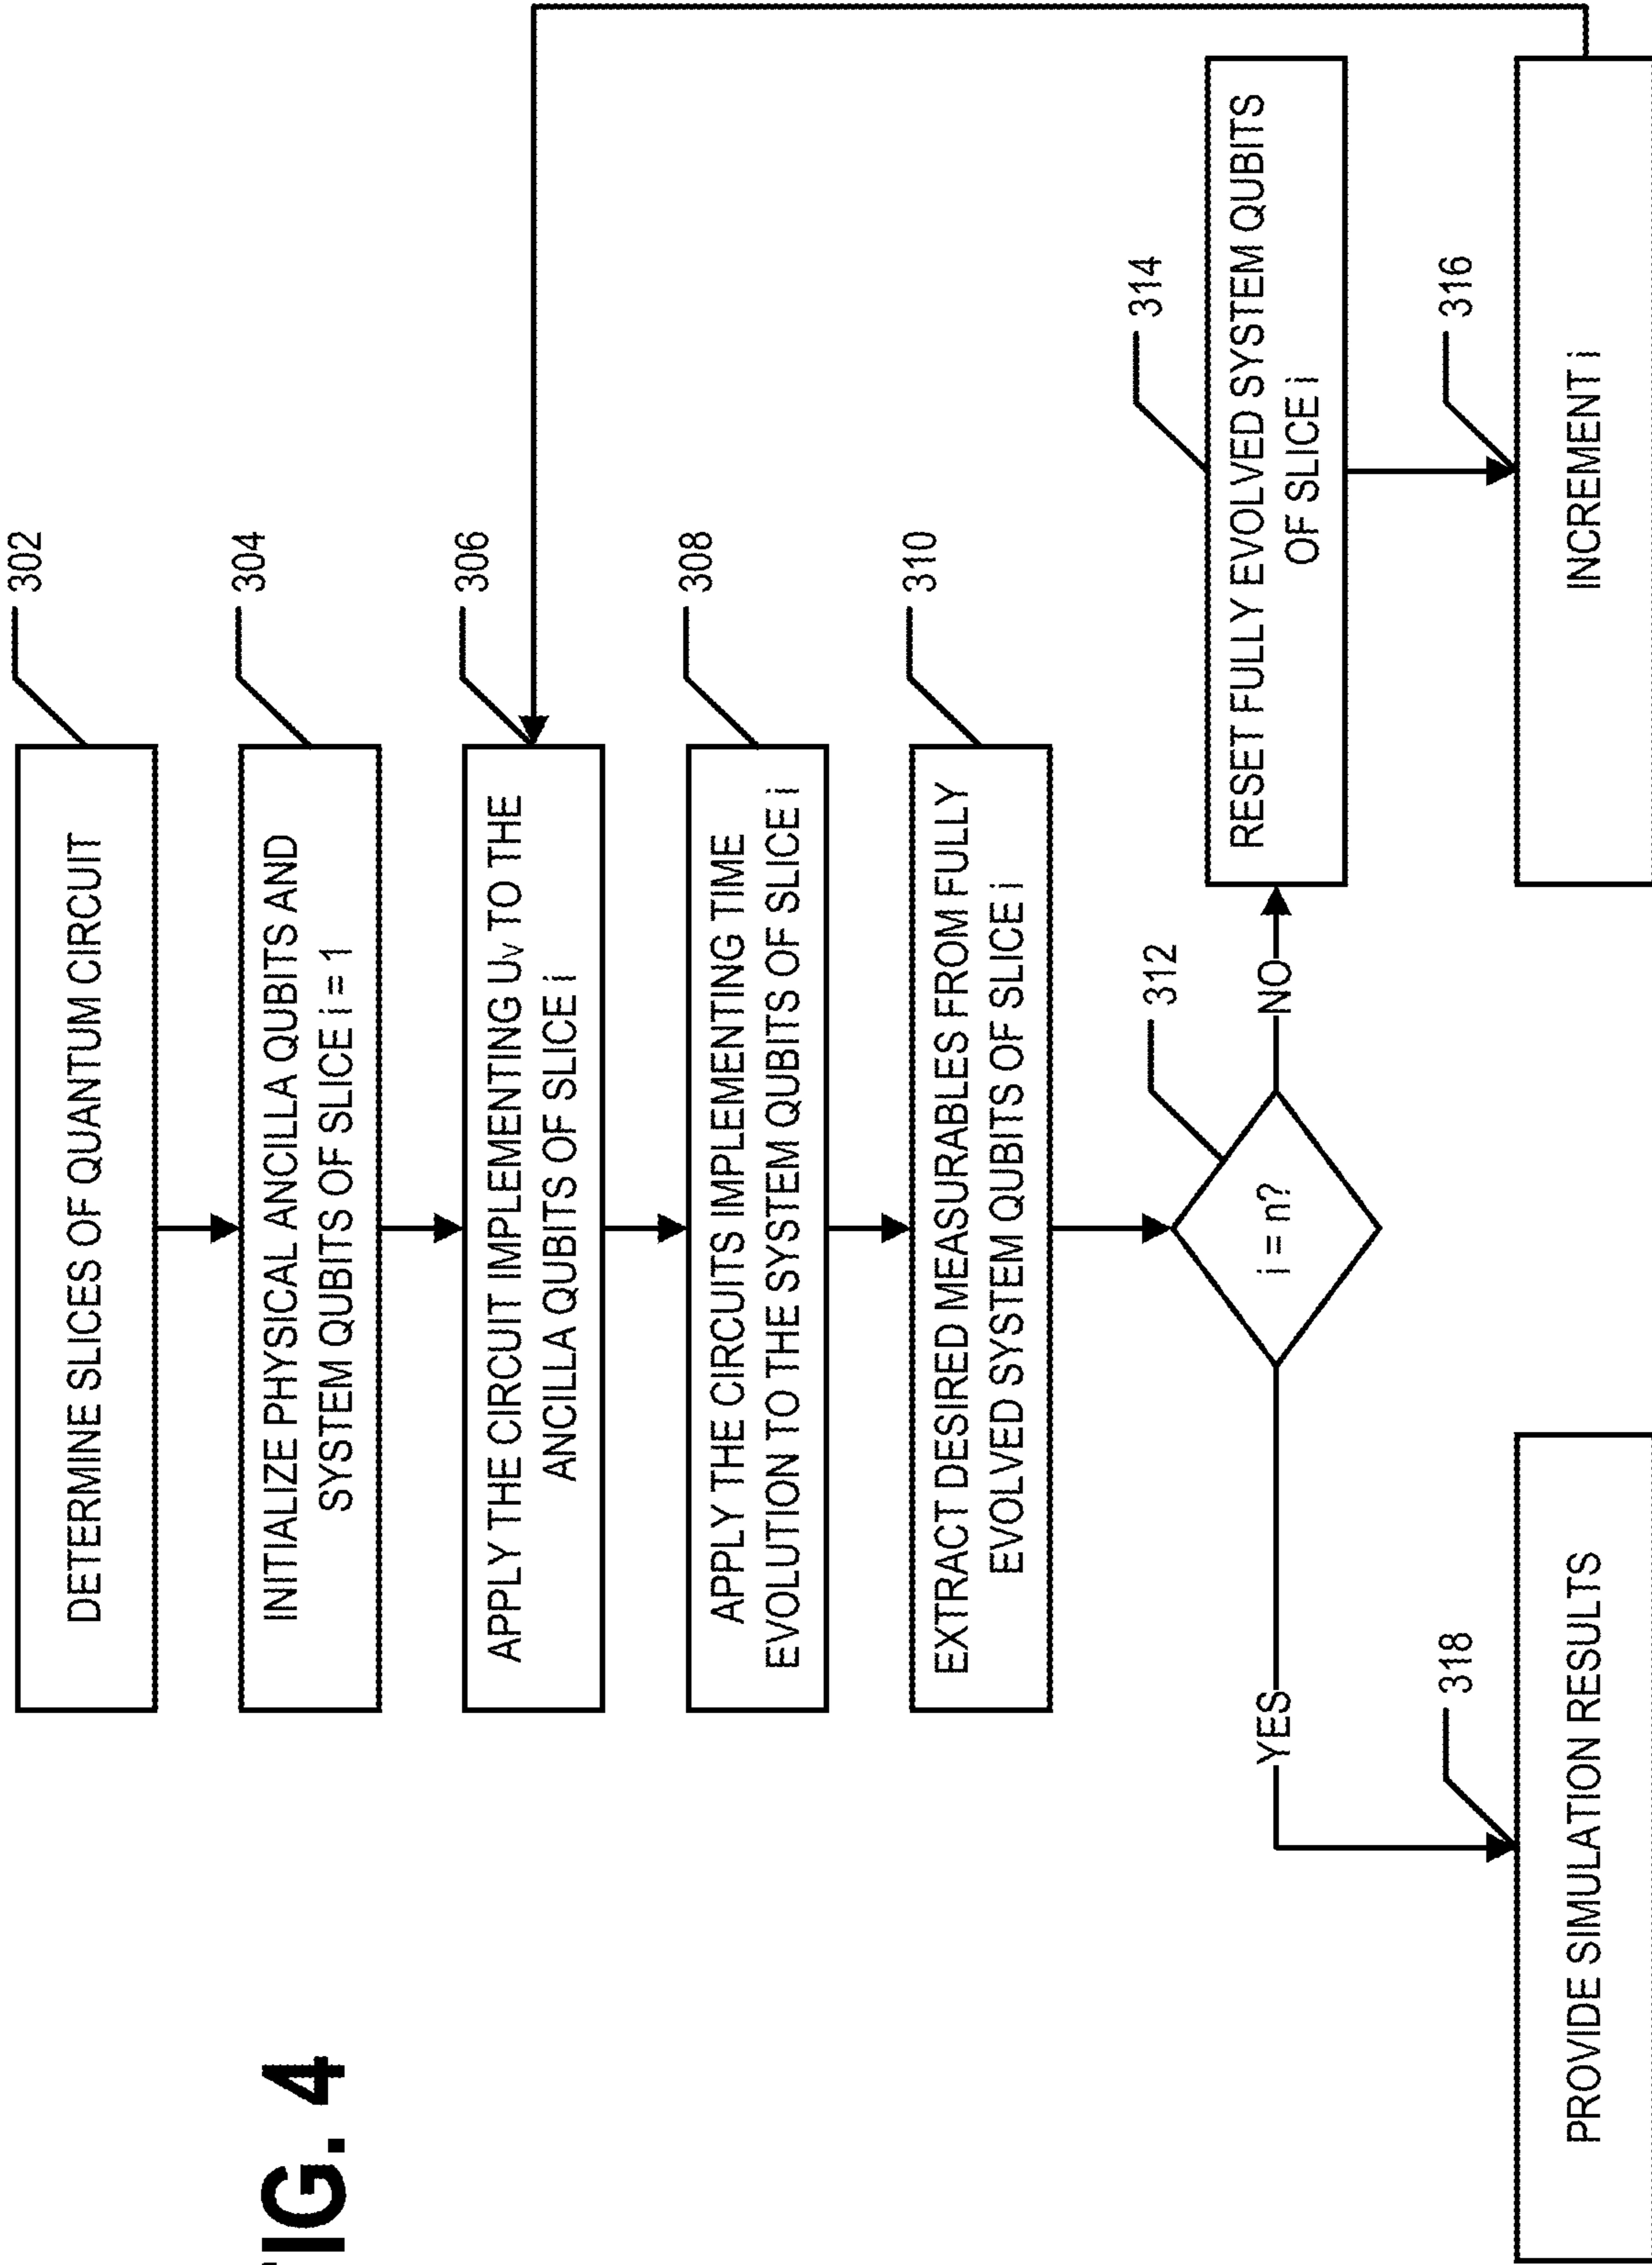 302
DETERMINE SLICES OF QUANTUM CIRCUIT
304
INITIALIZE PHYSICAL ANCILLA QUBITS AND
SYSTEM QUBITS OF SLICE i = 1
306
APPLY THE CIRCUIT IMPLEMENTING UV TO THE
ANCILLA QUBITS OF SLICE i
308
APPLY THE CIRCUITS IMPLEMENTING TIME
EVOLUTION TO THE SYSTEM QUBITS OF SLICE i
310
EXTRACT DESIRED MEASURABLES FROM FULLY
EVOLVED SYSTEM QUBITS OF SLICE i
312
i = n?
NO
YES
314
RESET FULLY EVOLVED SYSTEM QUBITS
OF SLICE i
316
INCREMENT i
318
PROVIDE SIMULATION RESULTS
FIG. 4